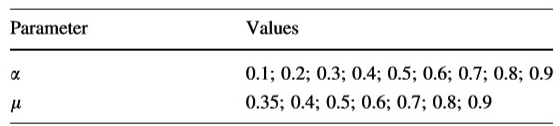 Parameter Values
α 0.1; 0.2; 0.3; 0.4; 0.5; 0.6; 0.7; 0.8; 0.9
μ 0.35; 0.4; 0.5; 0.6; 0.7; 0.8; 0.9